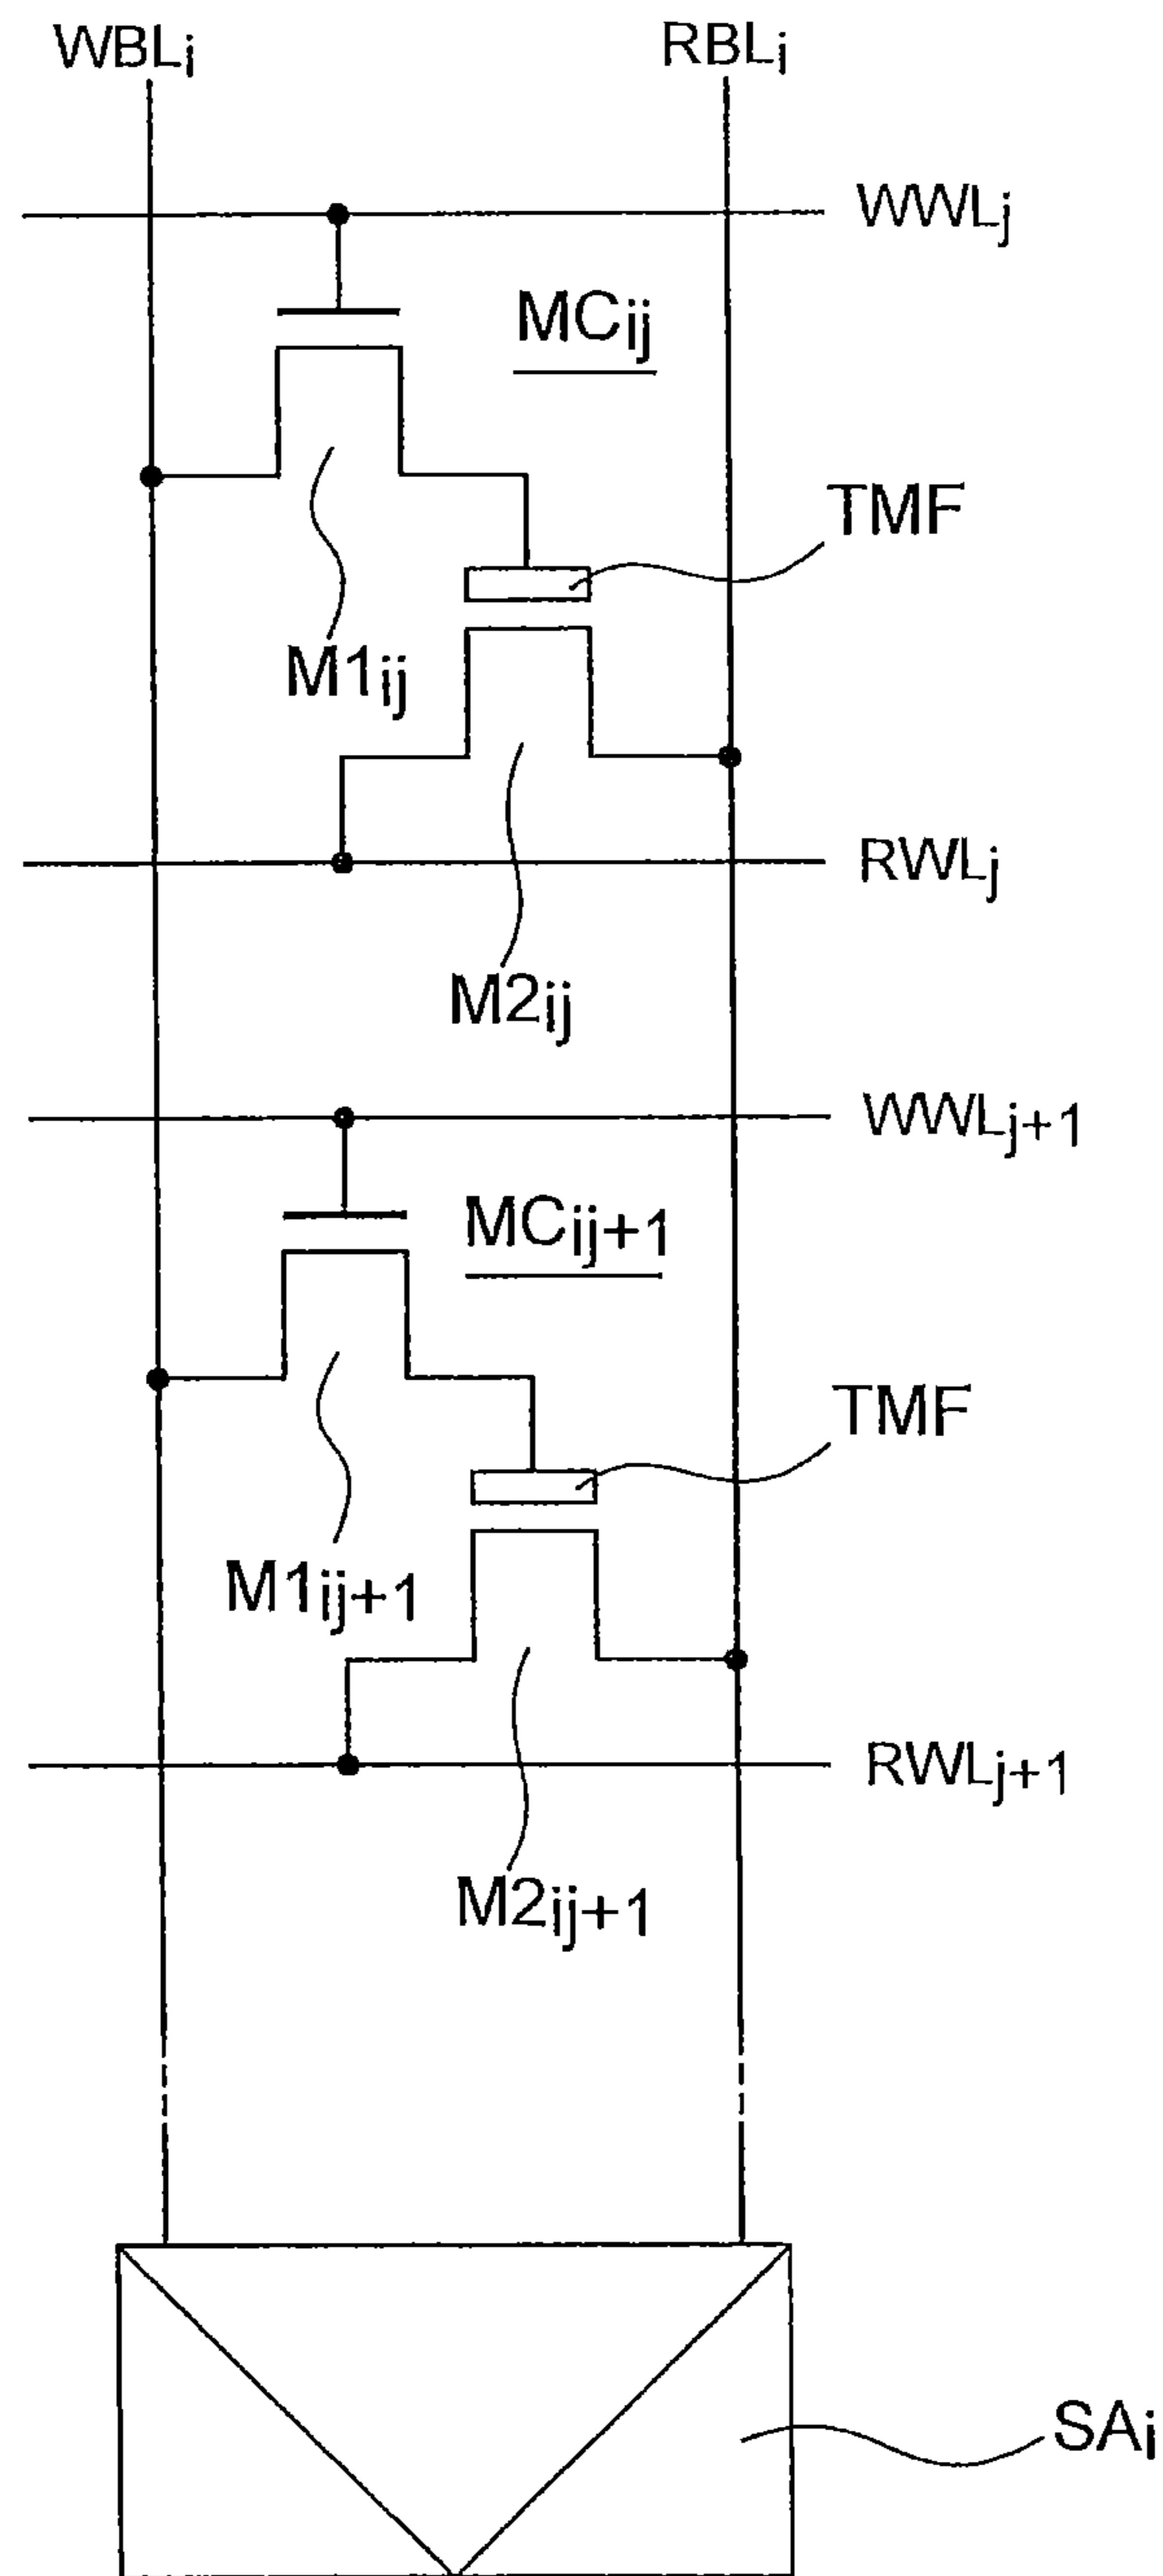 WBLi RBLi
WWLj
MCij
TMF
M1ij
RWLj
M2ij
WWLj+1
MCij+1
TMF
M1ij+1
RWLj+1
M2ij+1
SAi